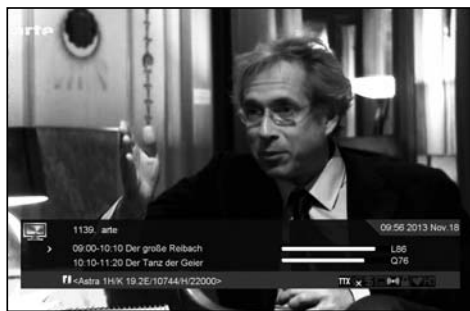 arte
1139. arte
09:56 2013 Nov.18
09:00-10:10 Der große Reibach
L86
10:10-11:20 Der Tanz der Geier
Q76
<Astra 1H/K 19.2E/10744/H/22000>
TTX